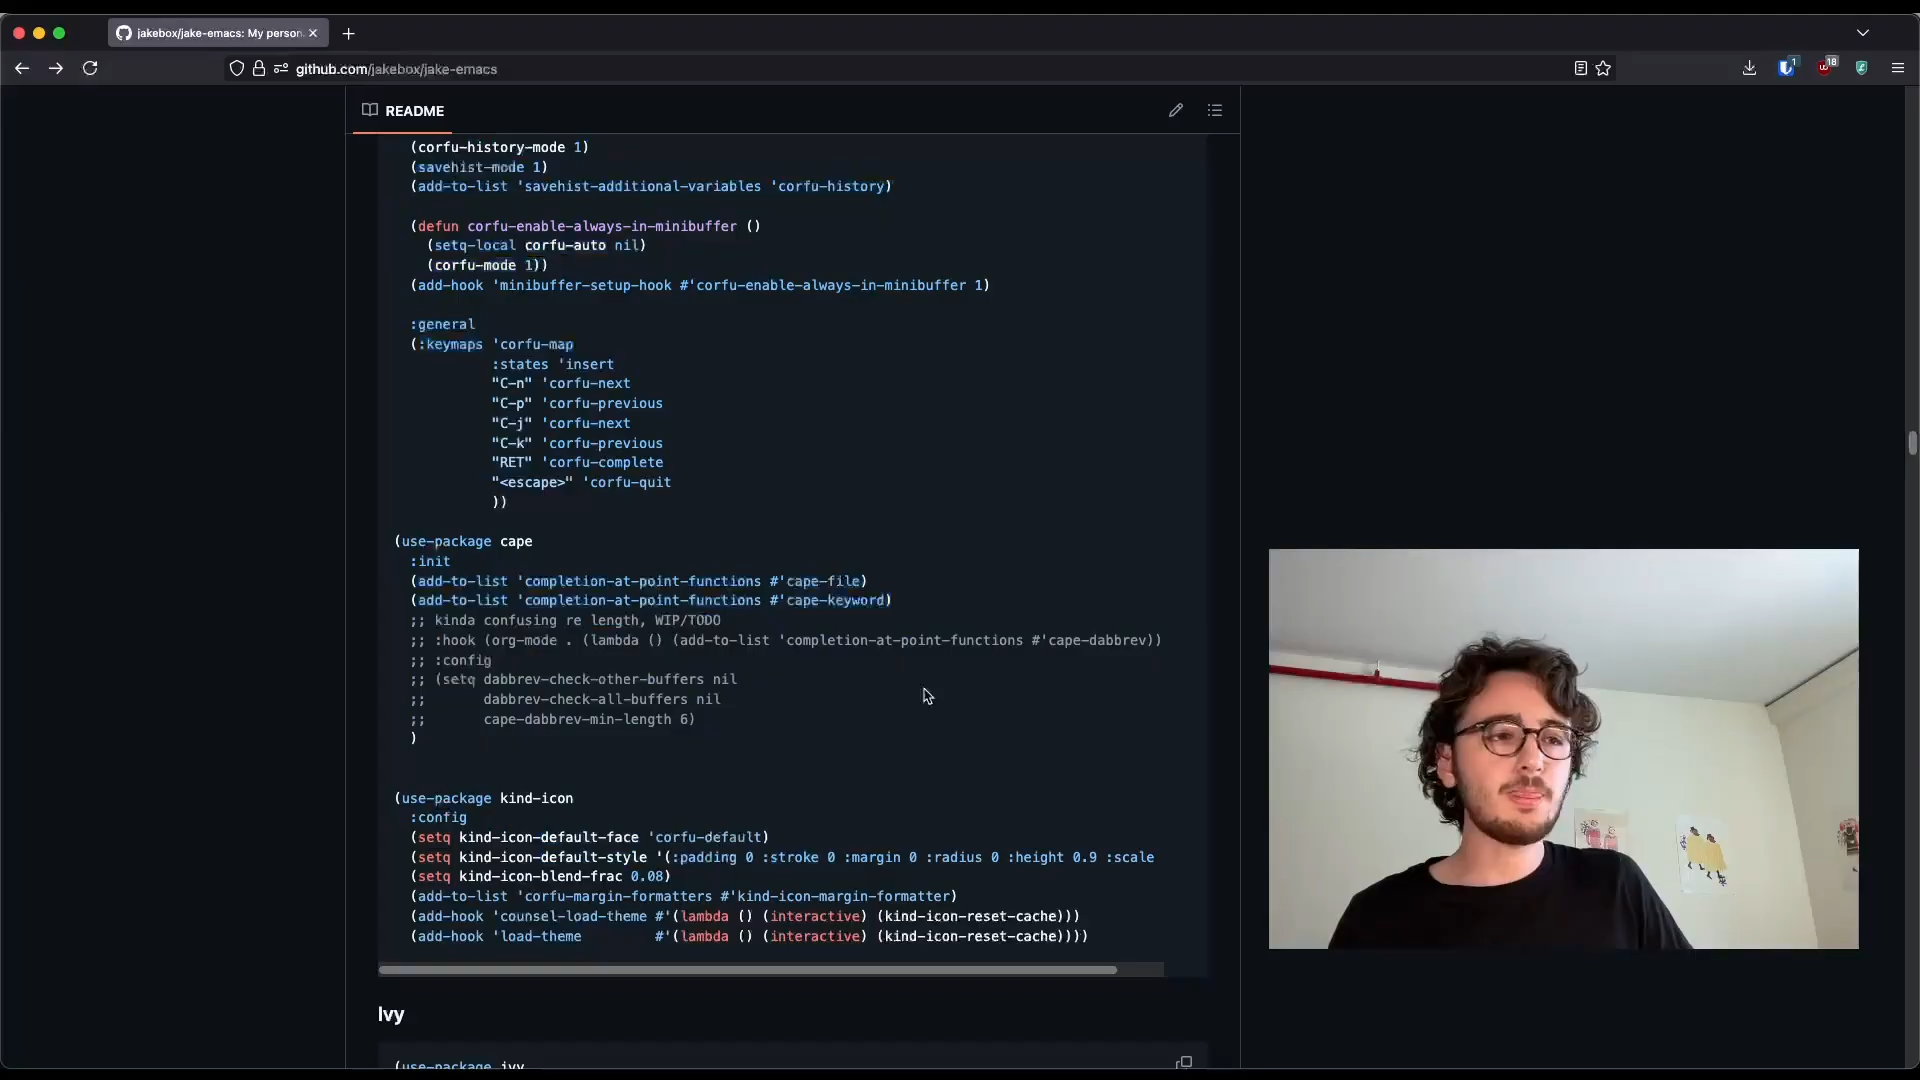 jakebox/jake-emacs: My person
github.com/jakebox/jake-emacs
1
18
README
(corfu-history-mode 1)
(savehist-mode 1)
(add-to-list 'savehist-additional-variables 'corfu-history)
(defun corfu-enable-always-in-minibuffer ()
(setq-local corfu-auto nil)
(corfu-mode 1))
(add-hook 'minibuffer-setup-hook #'corfu-enable-always-in-minibuffer 1)
:general
(:keymaps 'corfu-map
:states 'insert
"C-n" 'corfu-next
"C-p" 'corfu-previous
"C-j" 'corfu-next
"C-k" 'corfu-previous
"RET" 'corfu-complete
"<escape>" 'corfu-quit
))
(use-package cape
:init
(add-to-list 'completion-at-point-functions #'cape-file)
(add-to-list 'completion-at-point-functions #'cape-keyword)
;; kinda confusing re length, WIP/TODO
;; :hook (org-mode . (lambda () (add-to-list 'completion-at-point-functions #'cape-dabbrev))
;; :config
;; (setq dabbrev-check-other-buffers nil
;; dabbrev-check-all-buffers nil
;; cape-dabbrev-min-length 6)
)
(use-package kind-icon
:config
(setq kind-icon-default-face 'corfu-default)
(setq kind-icon-default-style '(:padding 0 :stroke 0 :margin 0 :radius 0 :height 0.9 :scale
(setq kind-icon-blend-frac 0.08)
(add-to-list 'corfu-margin-formatters #'kind-icon-margin-formatter)
(add-hook 'counsel-load-theme #'(lambda () (interactive) (kind-icon-reset-cache)))
(add-hook 'load-theme #'(lambda () (interactive) (kind-icon-reset-cache))))
Ivy
(use-package ivy